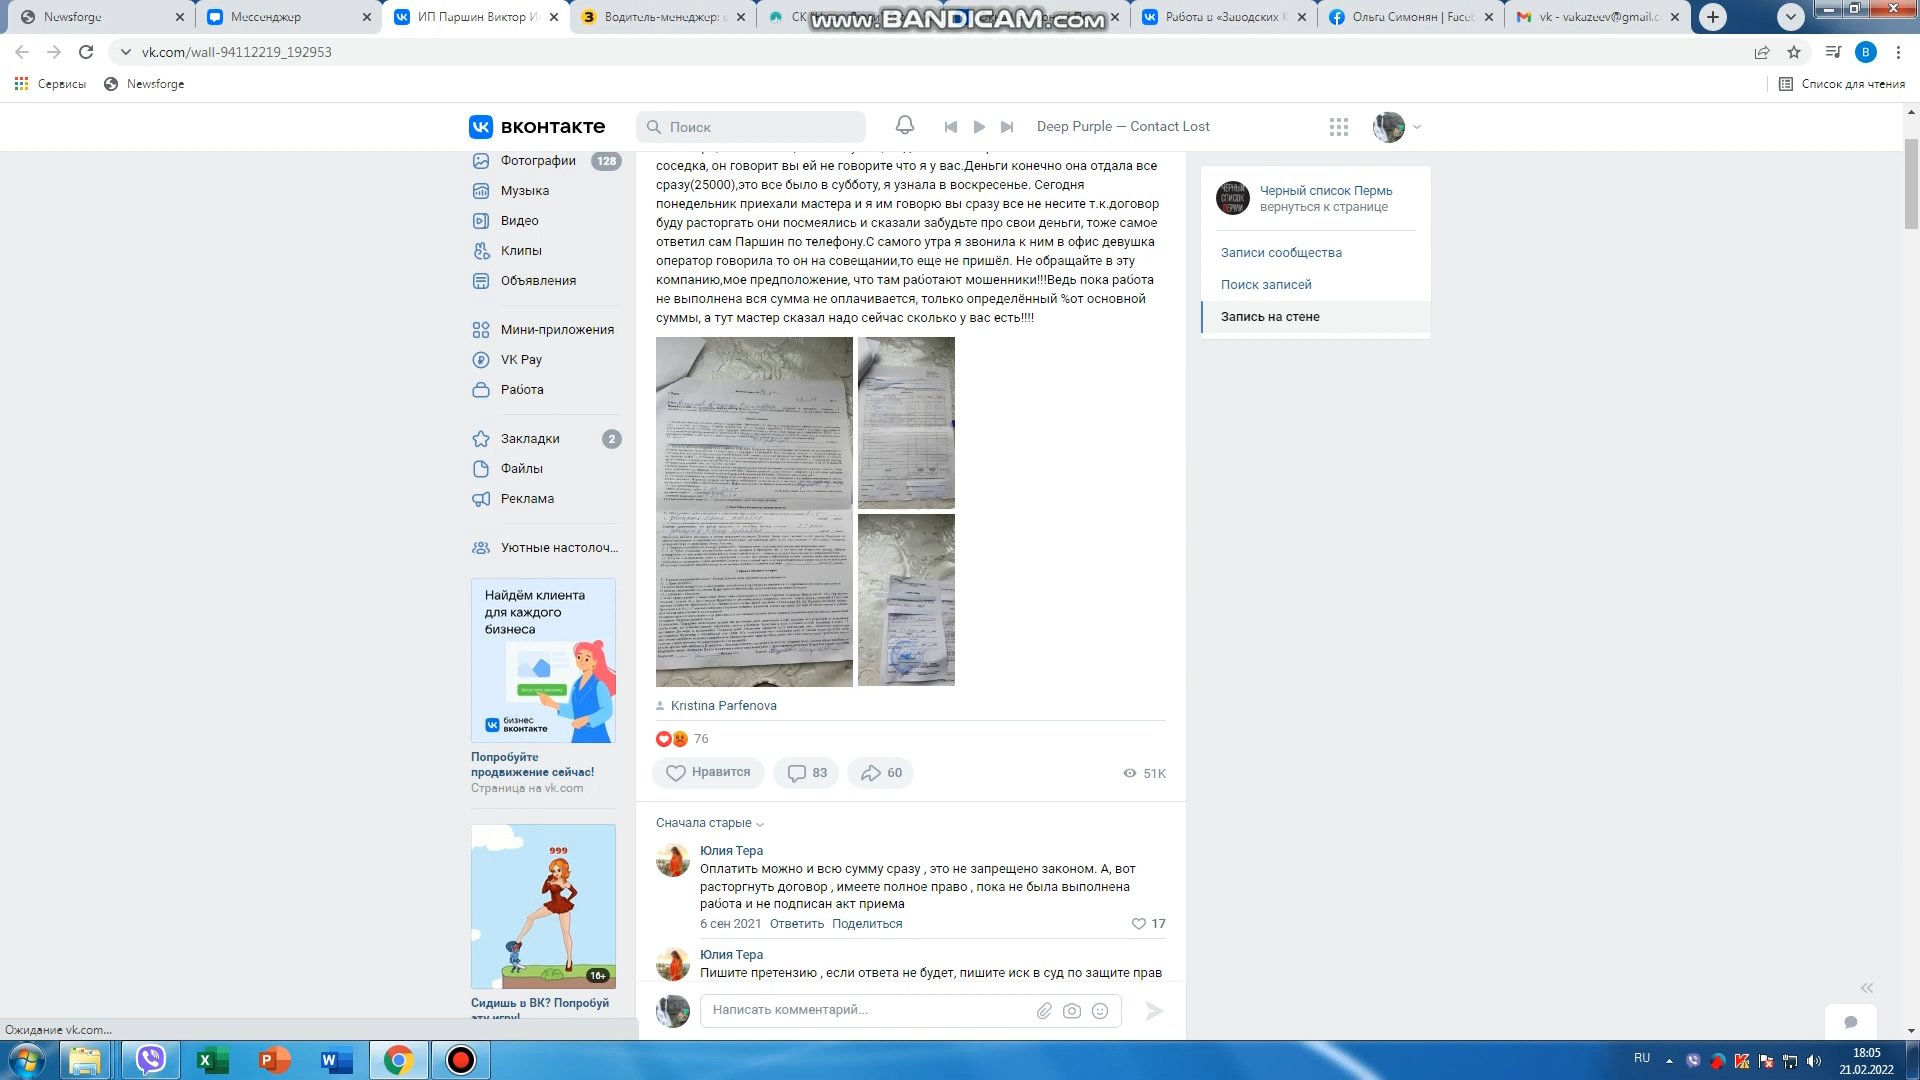 Newsforge
Мессенджер
ИП Паршин Виктор И
Водитель-менеджер:
www.BANDICAM.com
Работа в «Заводских К
Ольга Симонян | Face
vk - vakazeev@gmail.c
vk.com/wall-94112219_192953
B
Сервисы
Newsforge
Список для чтения
вконтакте
Поиск
Deep Purple — Contact Lost
Фотографии 128
Музыка
Видео
Клипы
Объявления
Мини-приложения
VK Pay
Работа
Закладки 2
Файлы
Реклама
Уютные настолоч...
Найдём клиента
для каждого
бизнеса
бизнес
вконтакте
Попробуйте
продвижение сейчас!
Страница на vk.com
999
16+
Сидишь в ВК? Попробуй
эту игру!
соседка, он говорит вы ей не говорите что я у вас.Деньги конечно она отдала все
сразу(25000),это все было в субботу, я узнала в воскресенье. Сегодня
понедельник приехали мастера и я им говорю вы сразу все не несите т.к.договор
буду расторгать они посмеялись и сказали забудьте про свои деньги, тоже самое
ответил сам Паршин по телефону.С самого утра я звонила к ним в офис девушка
оператор говорила то он на совещании,то еще не пришёл. Не обращайте в эту
компанию,мое предположение, что там работают мошенники!!!Ведь пока работа
не выполнена вся сумма не оплачивается, только определённый %от основной
суммы, а тут мастер сказал надо сейчас сколько у вас есть!!!!
Kristina Parfenova
76
Нравится
83
60
51K
Сначала старые
Юлия Тера
Оплатить можно и всю сумму сразу , это не запрещено законом. А, вот
расторгнуть договор , имеете полное право , пока не была выполнена
работа и не подписан акт приема
6 сен 2021 Ответить Поделиться
17
Юлия Тера
Пишите претензию , если ответа не будет, пишите иск в суд по защите прав
Написать комментарий...
ЧЕРНЫЙ
СПИСОК
ПЕРМИ
Черный список Пермь
вернуться к странице
Записи сообщества
Поиск записей
Запись на стене
Ожидание vk.com...
RU
18:05
21.02.2022